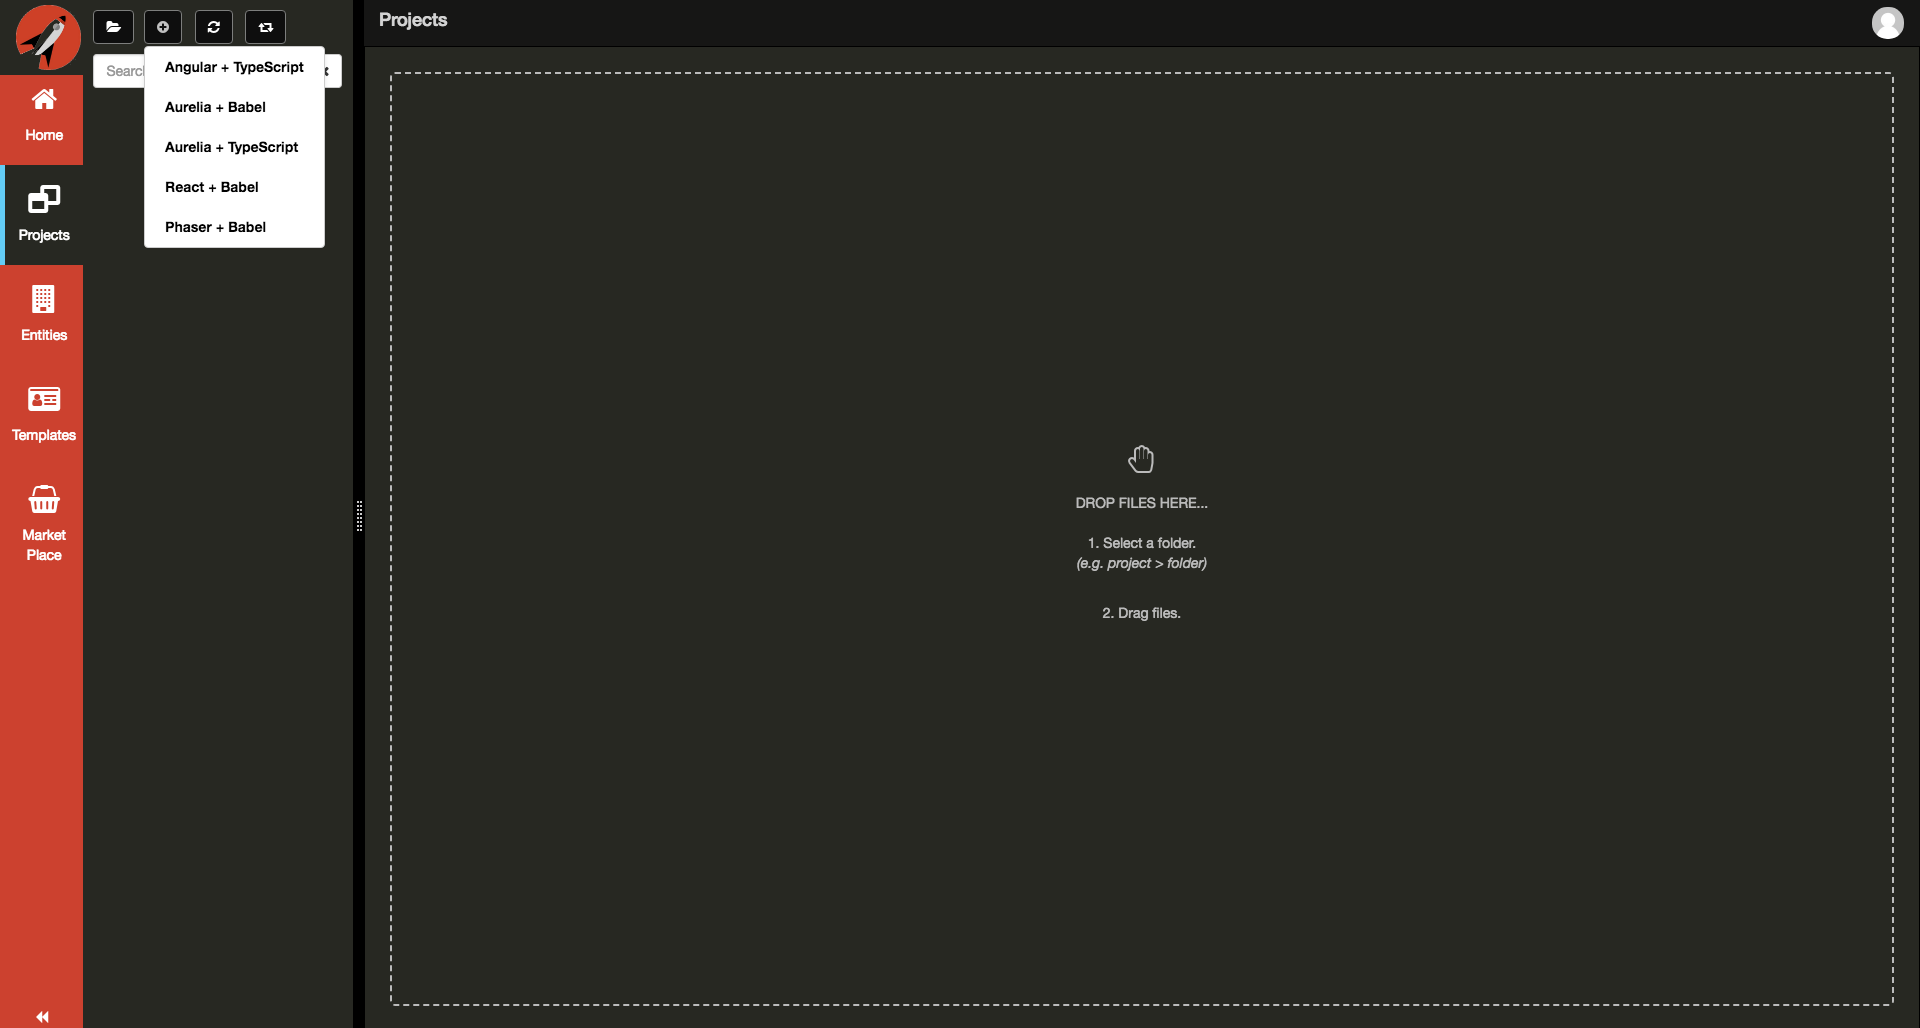 Projects
Search
Angular + TypeScript
Aurelia + Babel
Aurelia + TypeScript
React + Babel
Phaser + Babel
Home
Projects
Entities
Templates
Market
Place
DROP FILES HERE...
1. Select a folder.
(e.g. project > folder)
2. Drag files.